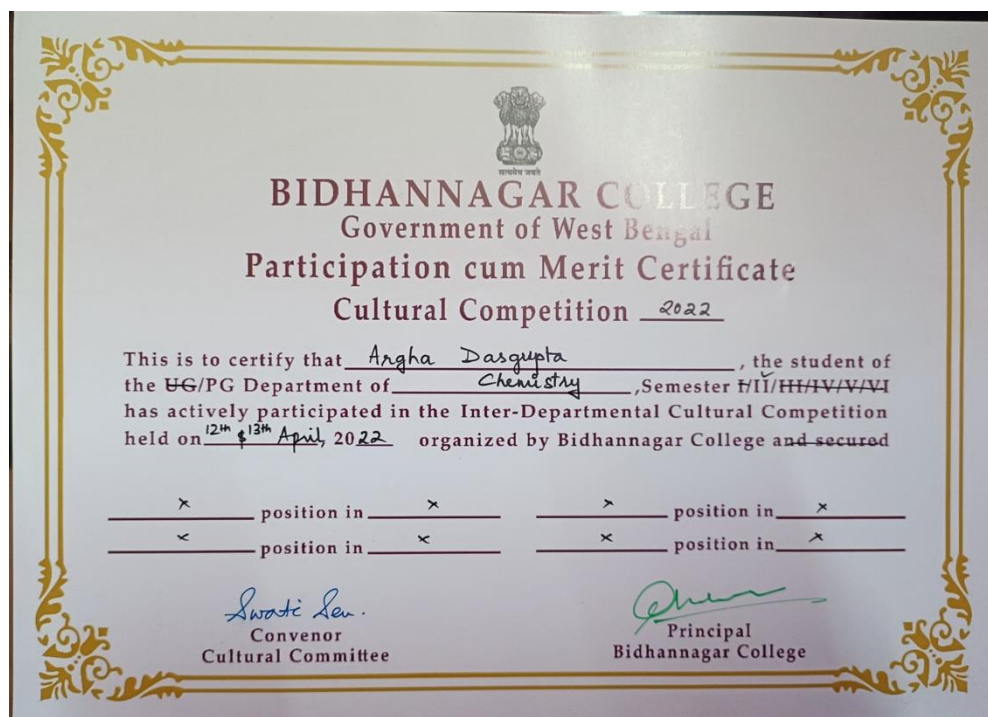 सत्यमेव जयते
BIDHANNAGAR COLLEGE
Government of West Bengal
Participation cum Merit Certificate
Cultural Competition 2022
This is to certify that Argha Dasgupta, the student of
the UG/PG Department of Chemistry, Semester I/II/III/IV/V/VI
has actively participated in the Inter-Departmental Cultural Competition
held on 12th & 13th April, 2022 organized by Bidhannagar College and secured
x position in x x position in x
x position in x x position in x
Swati Sen.
Convenor Principal
Cultural Committee Bidhannagar College